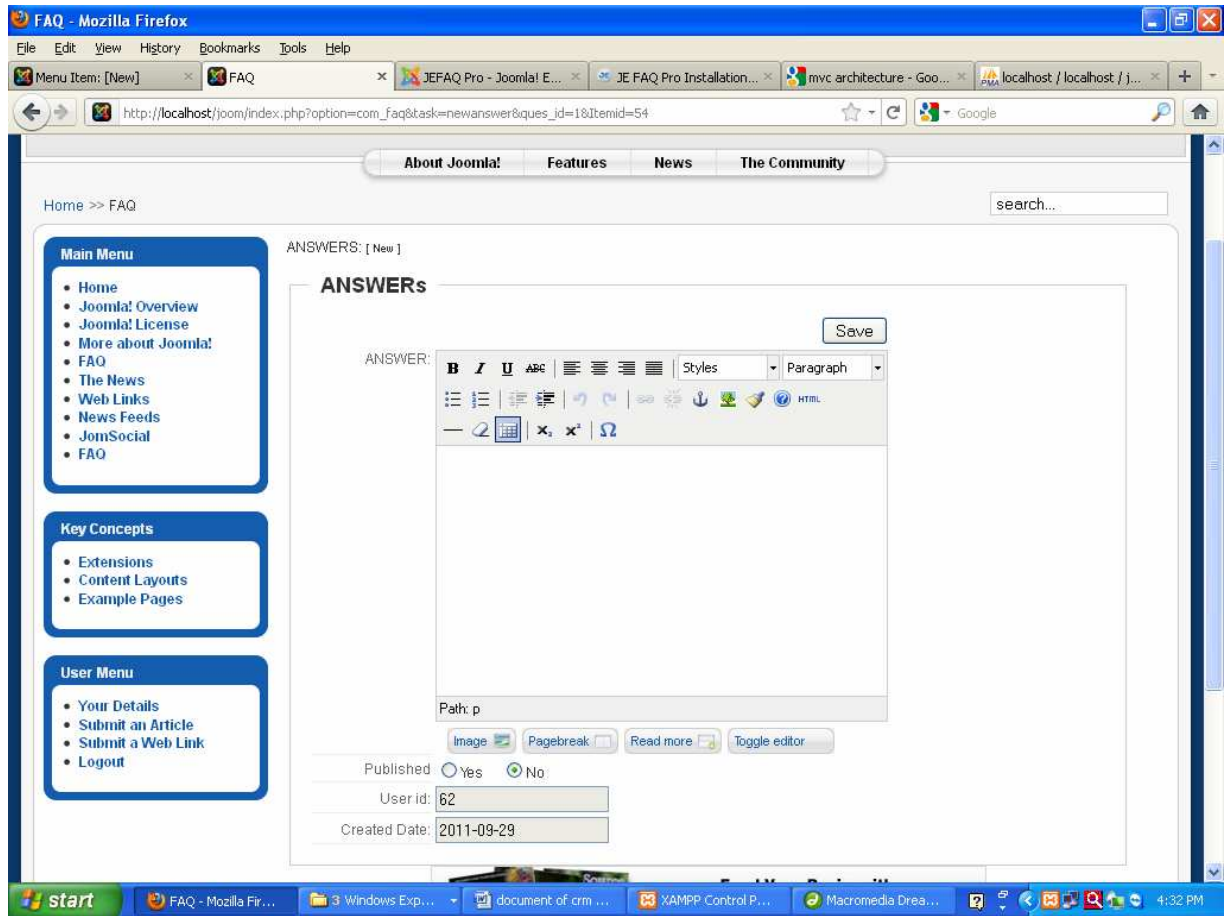 FAQ - Mozilla Firefox
File Edit View History Bookmarks Tools Help
Menu Item: [New] FAQ JEFAQ Pro - Joomla! E... JE FAQ Pro Installation... mvc architecture - Goo... localhost / localhost / j...
http://localhost/joom/index.php?option=com_faq&task=newanswer&ques_id=1&Itemid=54 Google
About Joomla! Features News The Community
Home >> FAQ search...
Main Menu
Home
Joomla! Overview
Joomla! License
More about Joomla!
FAQ
The News
Web Links
News Feeds
JomSocial
FAQ
Key Concepts
Extensions
Content Layouts
Example Pages
User Menu
Your Details
Submit an Article
Submit a Web Link
Logout
ANSWERS: [ New ]
ANSWERs
Save
ANSWER:
B I U ABC Styles Paragraph
HTML
x₂ x² Ω
Path: p
Image Pagebreak Read more Toggle editor
Published Yes No
User id: 62
Created Date: 2011-09-29
start FAQ - Mozilla Fir... 3 Windows Exp... document of crm ... XAMPP Control P... Macromedia Drea... 4:32 PM